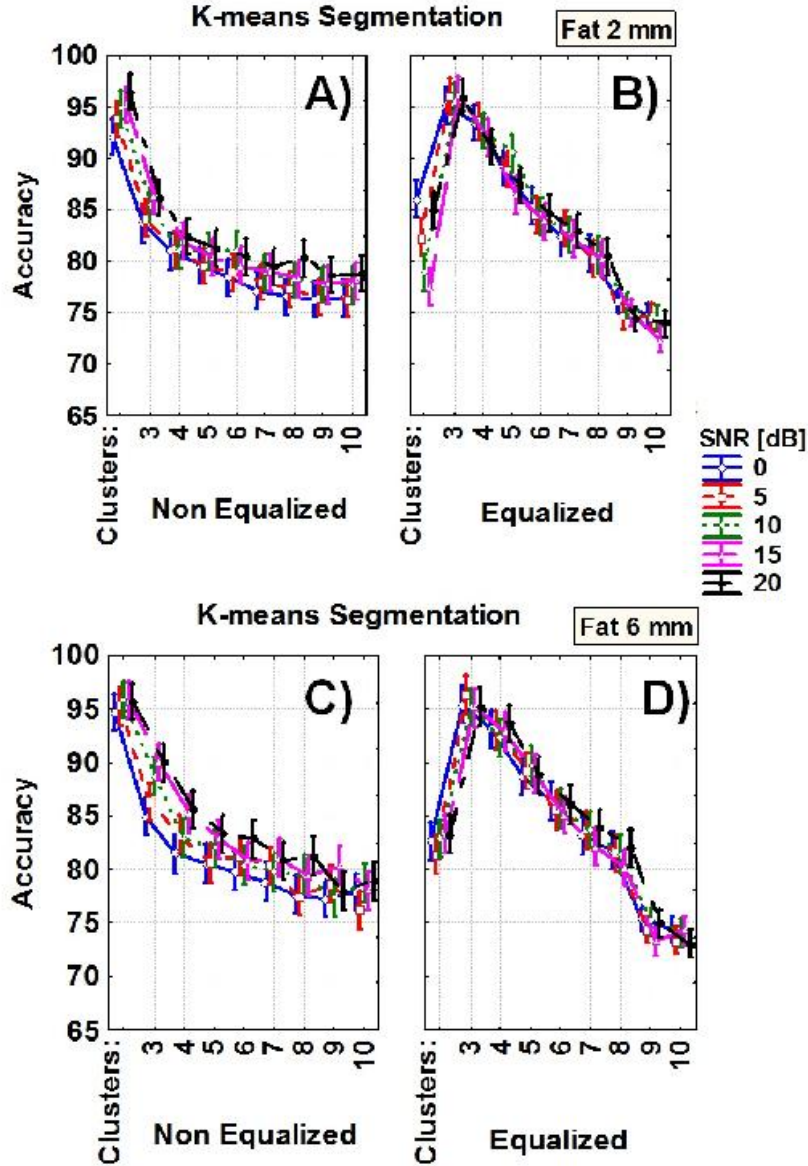 K-means Segmentation
Fat 2 mm
A)
B)
Accuracy
100
95
90
85
80
75
70
65
Clusters: 3 4 5 6 7 8 9 10
Clusters: 3 4 5 6 7 8 9 10
Non Equalized
Equalized
SNR [dB]
0
5
10
15
20
K-means Segmentation
Fat 6 mm
C)
D)
Accuracy
100
95
90
85
80
75
70
65
Clusters: 3 4 5 6 7 8 9 10
Clusters: 3 4 5 6 7 8 9 10
Non Equalized
Equalized